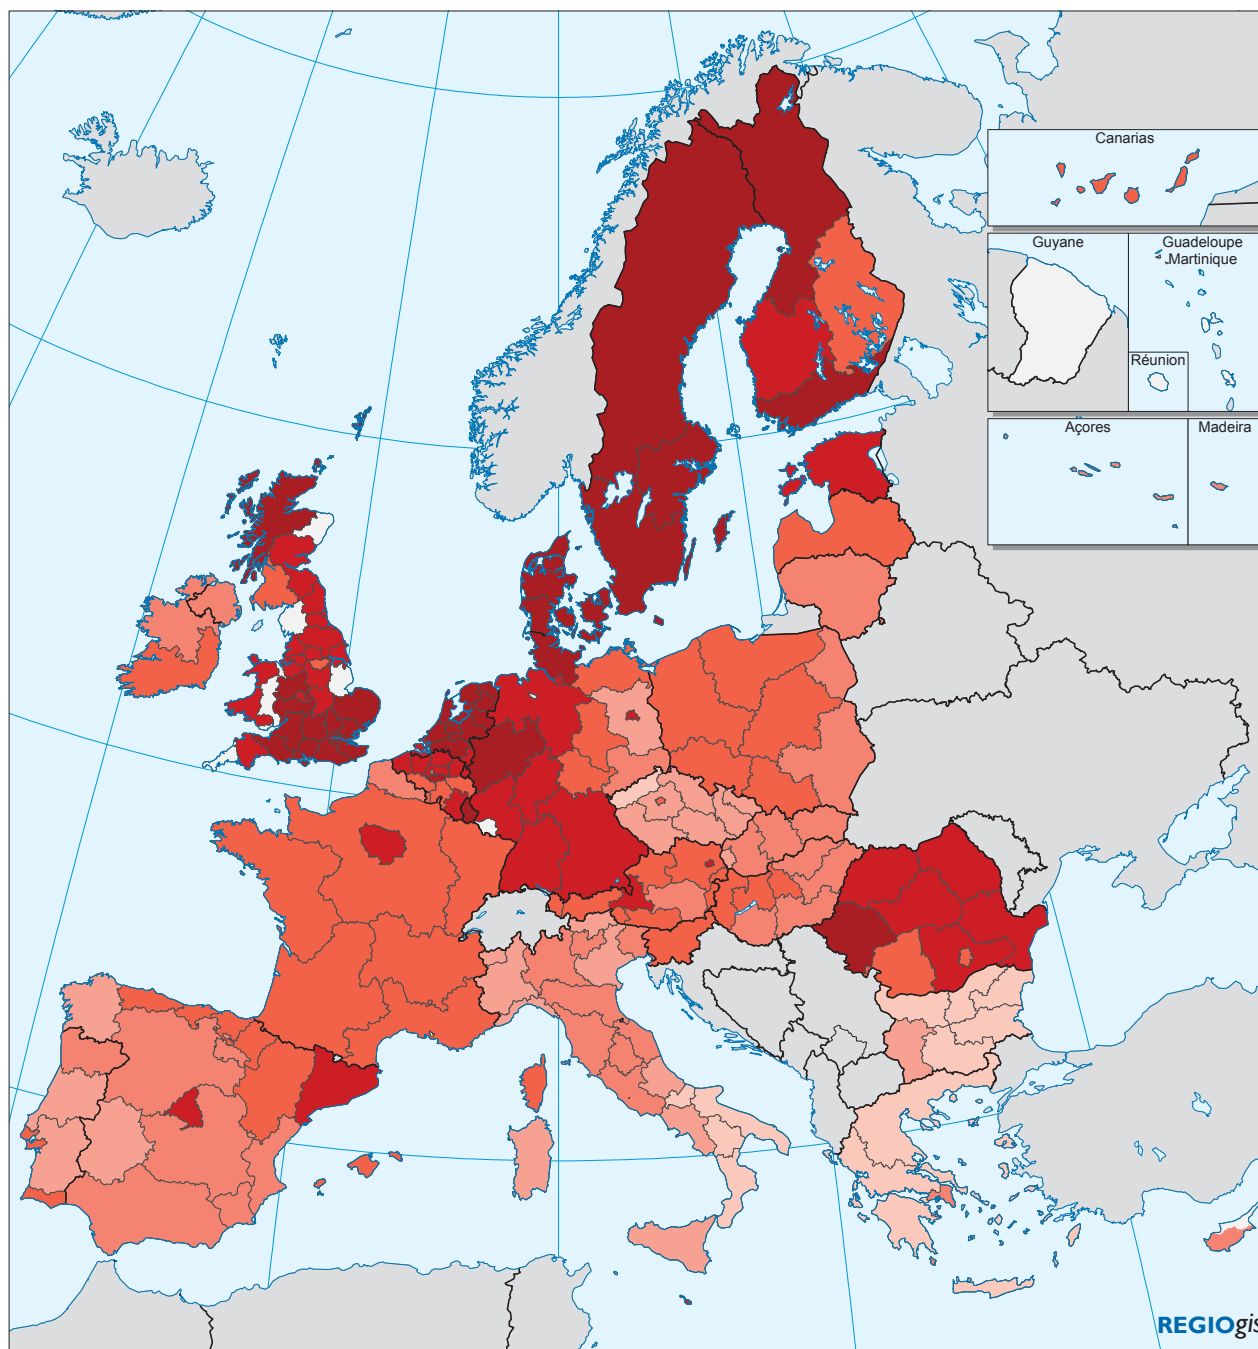 Canarias
Guyane
Guadeloupe
Martinique
Réunion
Açores
Madeira
REGIOgis